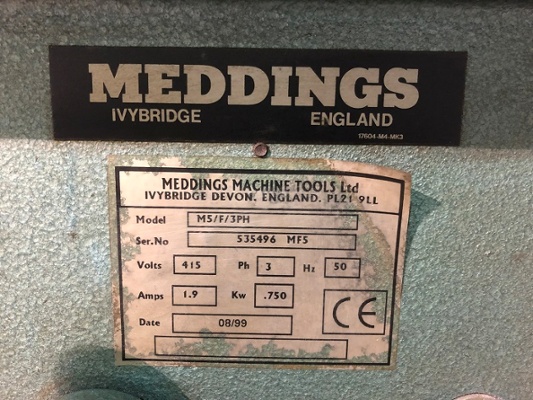 MEDDINGS
IVYBRIDGE ENGLAND
17604-M4-MK3
MEDDINGS MACHINE TOOLS Ltd
IVYBRIDGE DEVON. ENGLAND. PL21 9LL
Model M5/F/3PH
Ser.No 535496 MF5
Volts 415 Ph 3 Hz 50
Amps 1.9 Kw .750
Date 08/99
CE